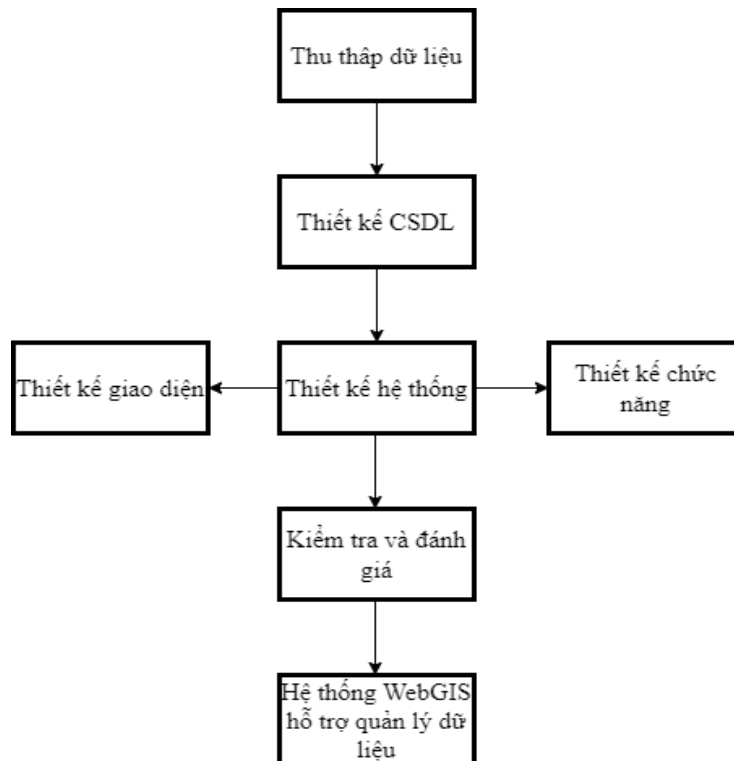 Thu thâp dữ liệu
Thiết kế CSDL
Thiết kế giao diện
Thiết kế hệ thống
Thiết kế chức
năng
Kiểm tra và đánh
giá
Hệ thống WebGIS
hỗ trợ quản lý dữ
liệu